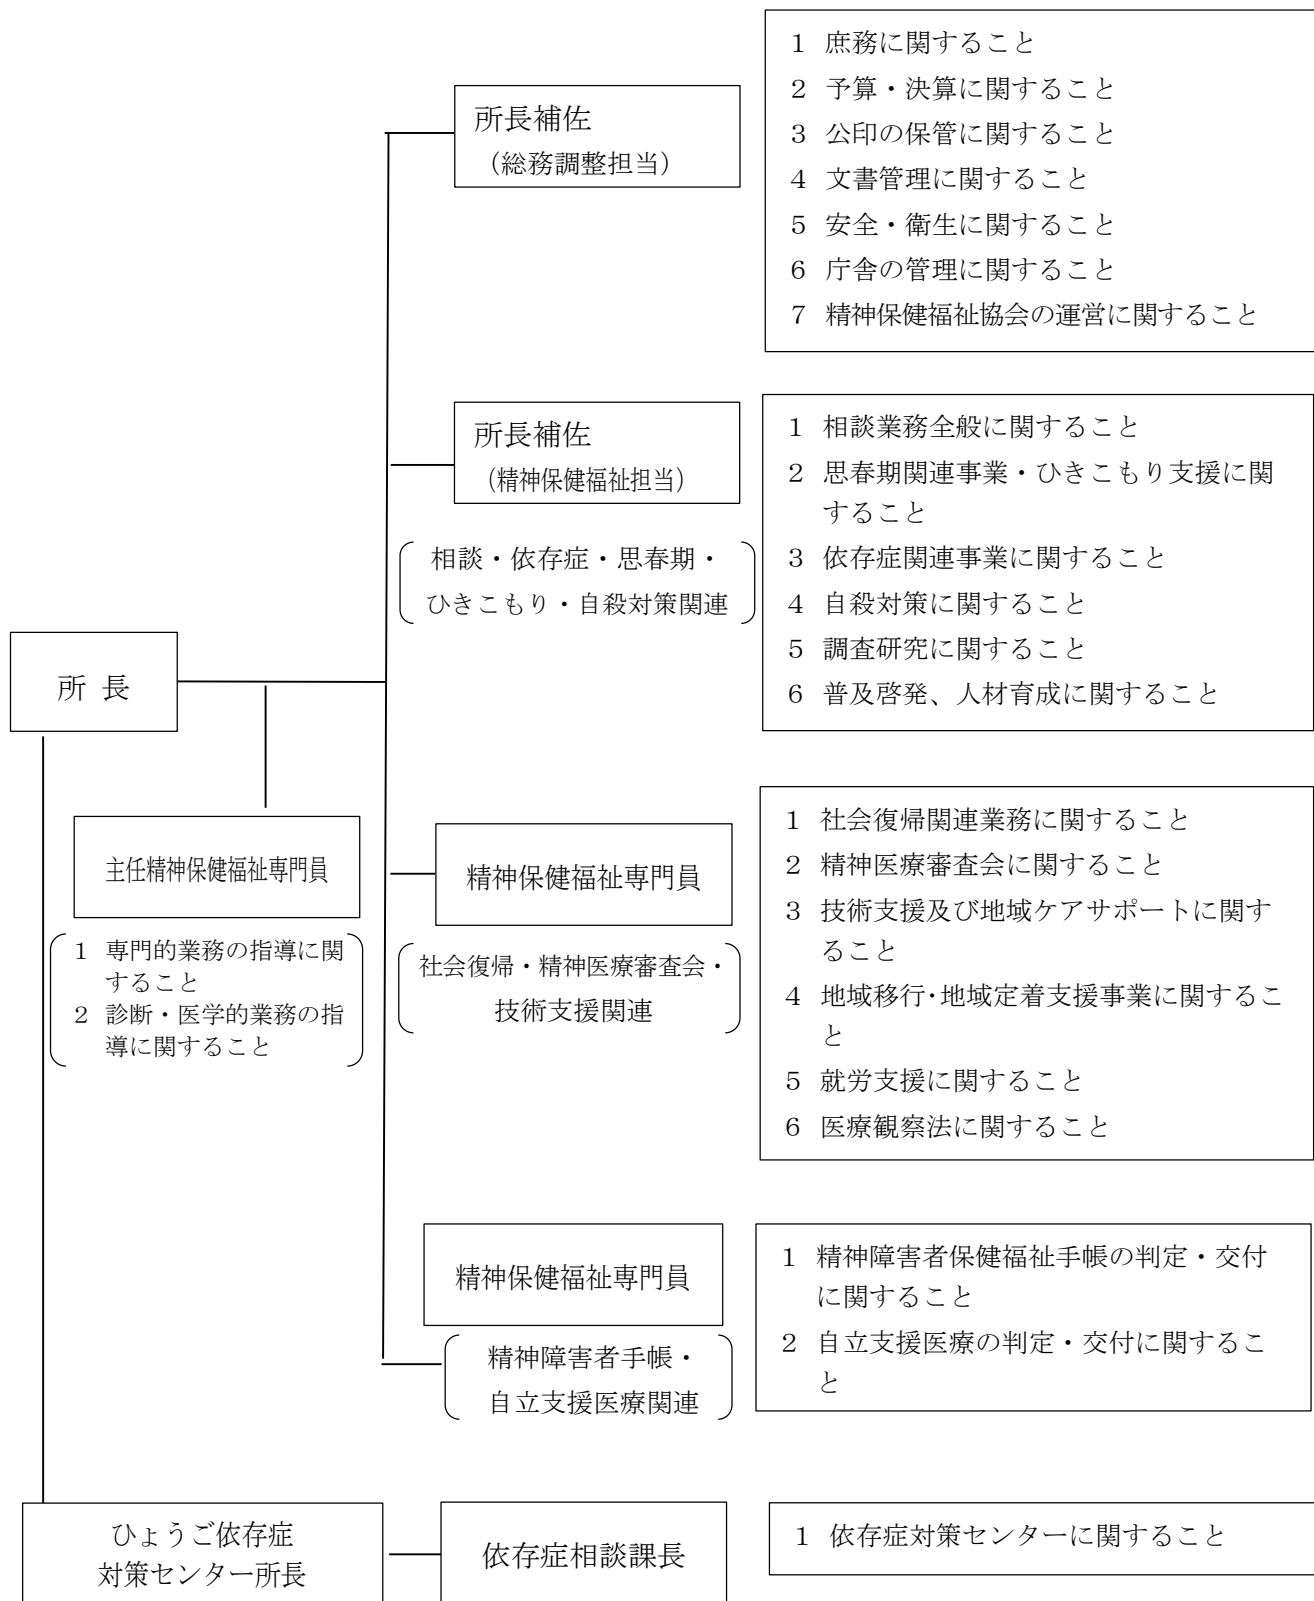 所長
所長補佐
（総務調整担当）
１ 庶務に関すること
２ 予算・決算に関すること
３ 公印の保管に関すること
４ 文書管理に関すること
５ 安全・衛生に関すること
６ 庁舎の管理に関すること
７ 精神保健福祉協会の運営に関すること
所長補佐
（精神保健福祉担当）
相談・依存症・思春期・
ひきこもり・自殺対策関連
１ 相談業務全般に関すること
２ 思春期関連事業・ひきこもり支援に関
すること
３ 依存症関連事業に関すること
４ 自殺対策に関すること
５ 調査研究に関すること
６ 普及啓発、人材育成に関すること
主任精神保健福祉専門員
１ 専門的業務の指導に関
すること
２ 診断・医学的業務の指
導に関すること
精神保健福祉専門員
社会復帰・精神医療審査会・
技術支援関連
１ 社会復帰関連業務に関すること
２ 精神医療審査会に関すること
３ 技術支援及び地域ケアサポートに関す
ること
４ 地域移行・地域定着支援事業に関するこ
と
５ 就労支援に関すること
６ 医療観察法に関すること
精神保健福祉専門員
精神障害者手帳・
自立支援医療関連
１ 精神障害者保健福祉手帳の判定・交付
に関すること
２ 自立支援医療の判定・交付に関するこ
と
ひょうご依存症
対策センター所長
依存症相談課長
１ 依存症対策センターに関すること